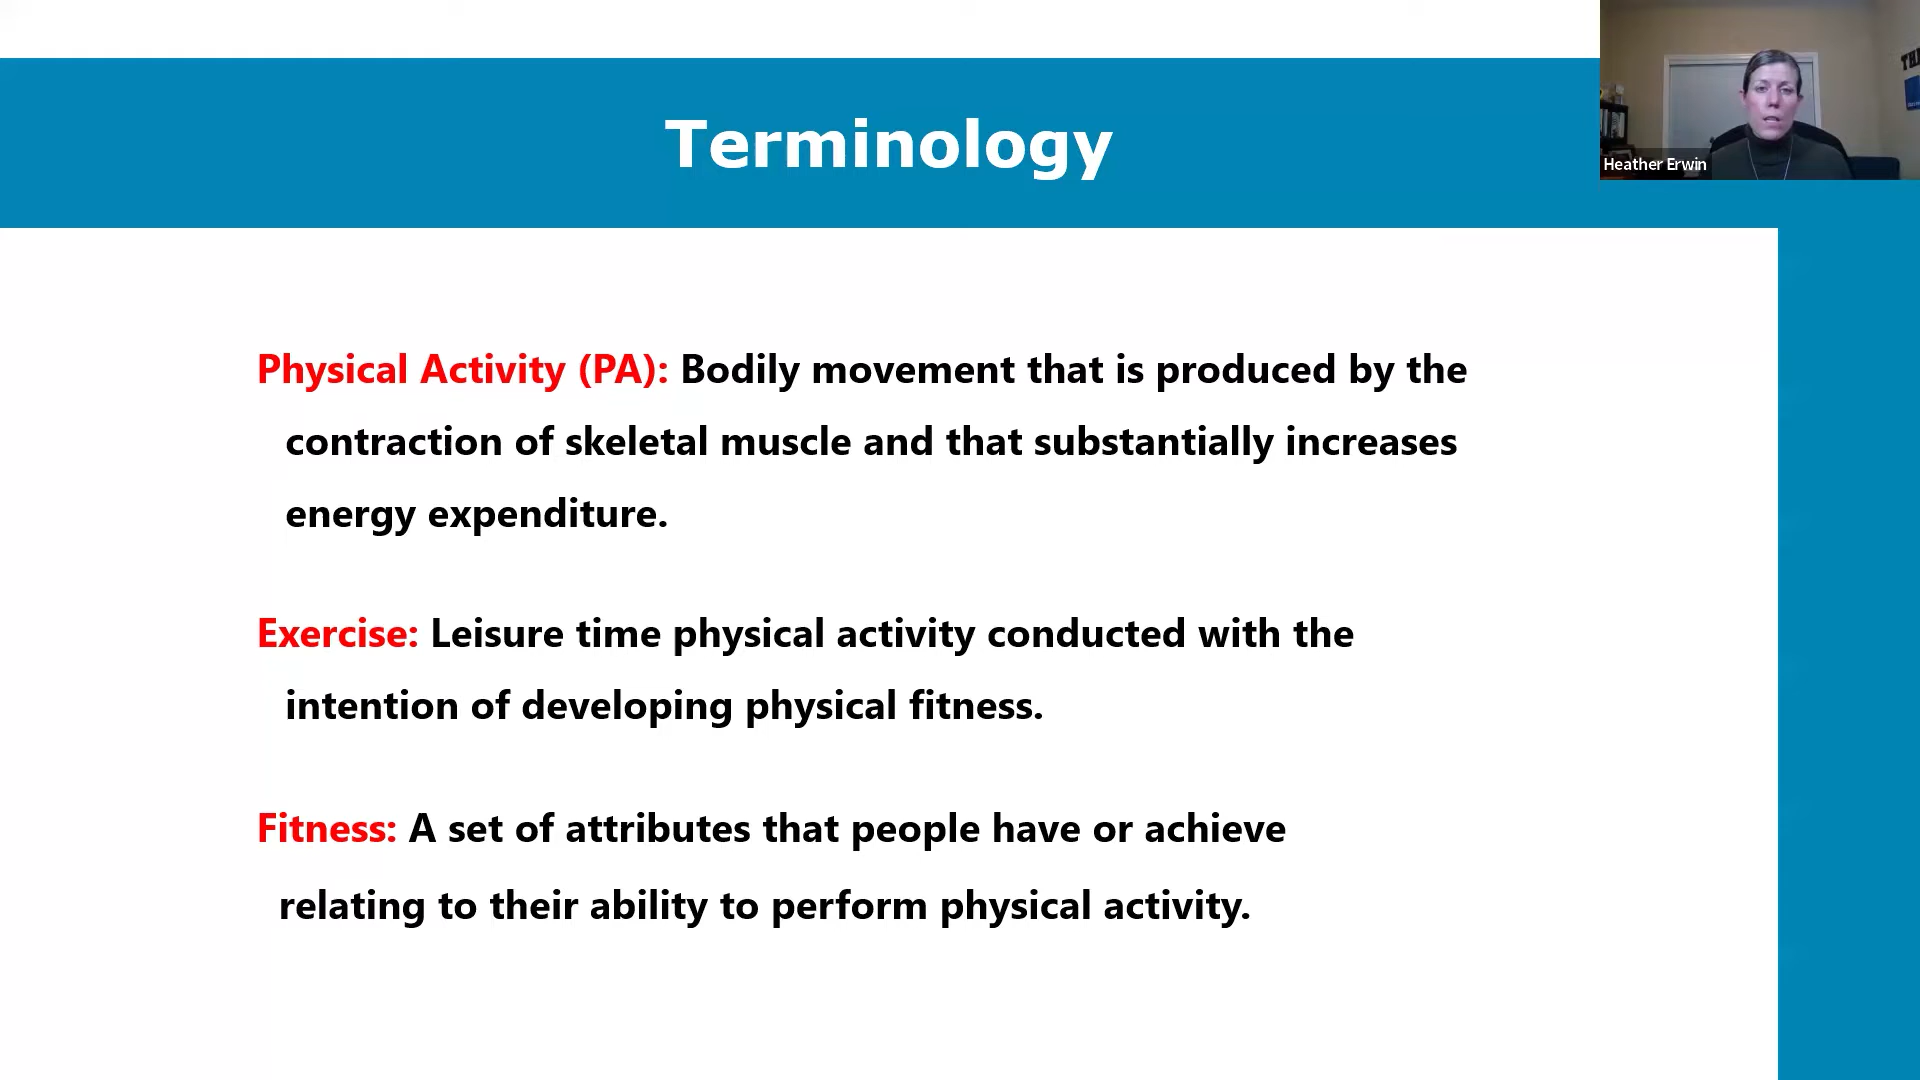 Terminology
TH
Heather Erwin
Physical Activity (PA): Bodily movement that is produced by the
contraction of skeletal muscle and that substantially increases
energy expenditure.
Exercise: Leisure time physical activity conducted with the
intention of developing physical fitness.
Fitness: A set of attributes that people have or achieve
relating to their ability to perform physical activity.